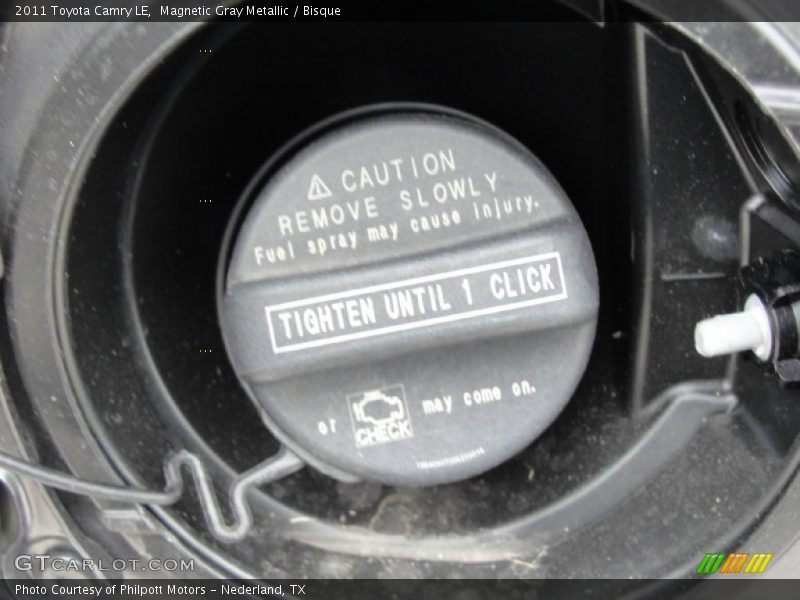 2011 Toyota Camry LE,  Magnetic Gray Metallic / Bisque
CAUTION
REMOVE SLOWLY
Fuel spray may cause injury.
TIGHTEN UNTIL 1 CLICK
or CHECK may come on.
GTCARLOT.COM
Photo Courtesy of Philpott Motors – Nederland, TX